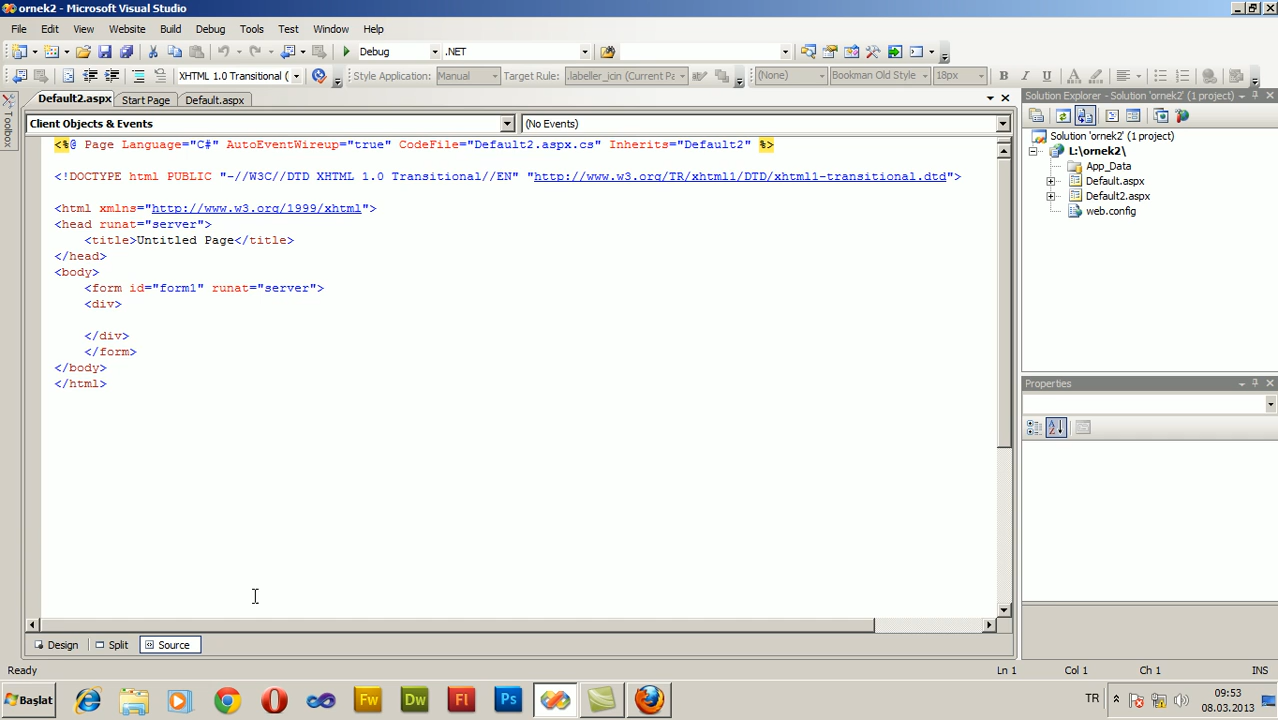 ornek2 - Microsoft Visual Studio
File Edit View Website Build Debug Tools Test Window Help
Debug .NET
XHTML 1.0 Transitional ( Style Application: Manual Target Rule: .labeller_icin (Current Pa (None) Bookman Old Style 18px B I U A
Default2.aspx Start Page Default.aspx
Client Objects & Events (No Events)
<%@ Page Language="C#" AutoEventWireup="true" CodeFile="Default2.aspx.cs" Inherits="Default2" %>
<!DOCTYPE html PUBLIC "-//W3C//DTD XHTML 1.0 Transitional//EN" "http://www.w3.org/TR/xhtml1/DTD/xhtml1-transitional.dtd">
<html xmlns="http://www.w3.org/1999/xhtml">
<head runat="server">
<title>Untitled Page</title>
</head>
<body>
<form id="form1" runat="server">
<div>
</div>
</form>
</body>
</html>
Toolbox
Design Split Source
Solution Explorer - Solution 'ornek2' (1 project)
Solution 'ornek2' (1 project)
L:\ornek2\
App_Data
Default.aspx
Default2.aspx
web.config
Properties
A Z
Ready Ln 1 Col 1 Ch 1 INS
Başlat Fw Dw Fl Ps TR 09:53
08.03.2013